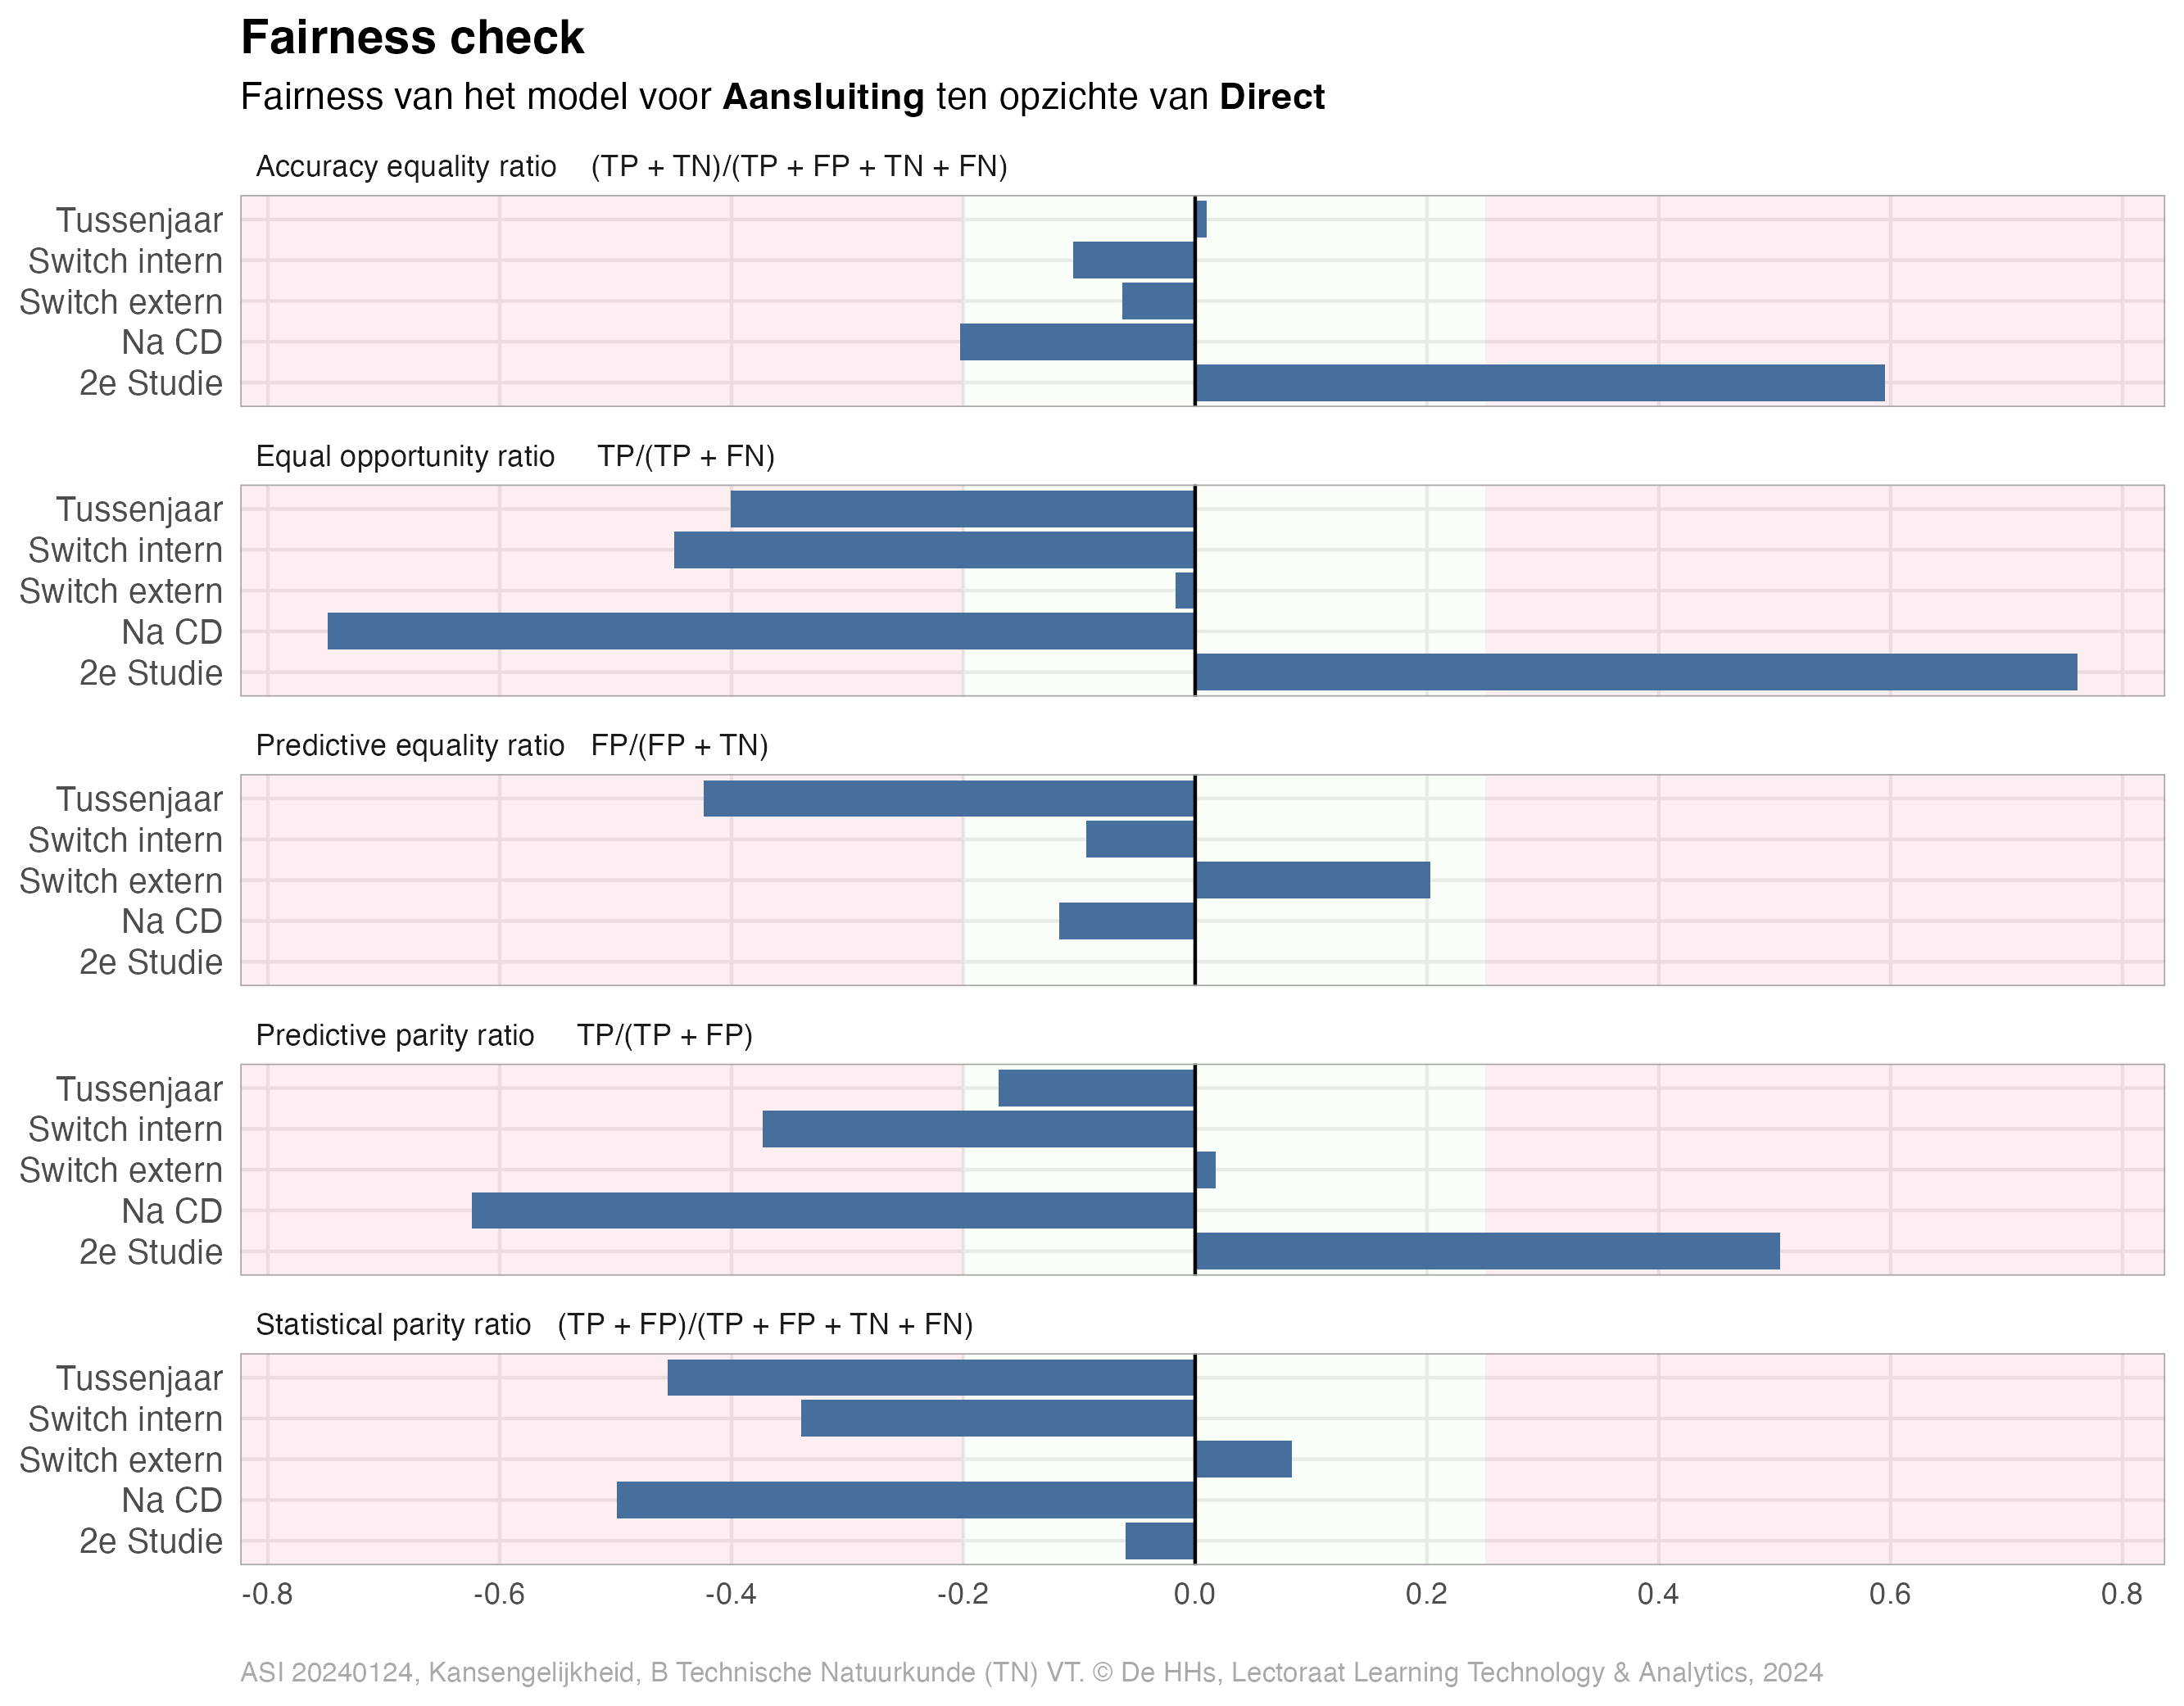 Fairness check
Fairness van het model voor Aansluiting ten opzichte van Direct
Accuracy equality ratio (TP + TN)/(TP + FP + TN + FN)
Tussenjaar
Switch intern
Switch extern
Na CD
2e Studie
Equal opportunity ratio TP/(TP + FN)
Tussenjaar
Switch intern
Switch extern
Na CD
2e Studie
Predictive equality ratio FP/(FP + TN)
Tussenjaar
Switch intern
Switch extern
Na CD
2e Studie
Predictive parity ratio TP/(TP + FP)
Tussenjaar
Switch intern
Switch extern
Na CD
2e Studie
Statistical parity ratio (TP + FP)/(TP + FP + TN + FN)
Tussenjaar
Switch intern
Switch extern
Na CD
2e Studie
-0.8 -0.6 -0.4 -0.2 0.0 0.2 0.4 0.6 0.8
ASI 20240124, Kansengelijkheid, B Technische Natuurkunde (TN) VT. © De HHs, Lectoraat Learning Technology & Analytics, 2024